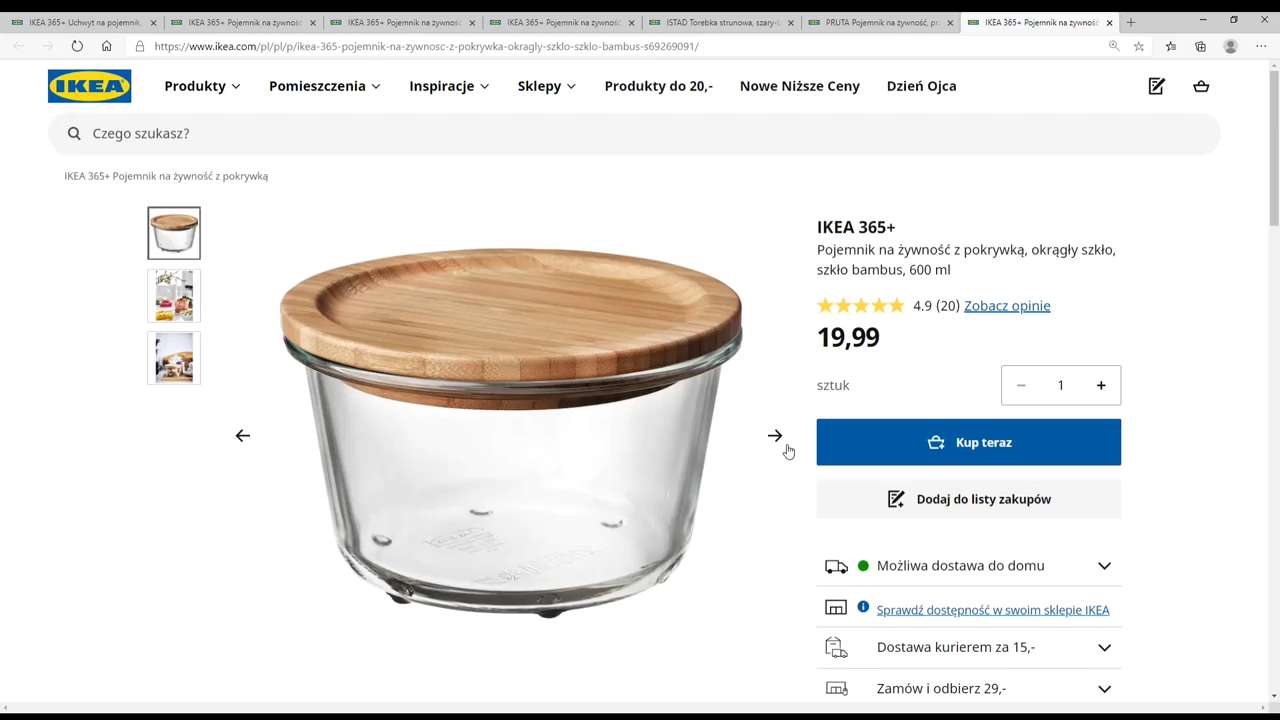 IKEA 365+ Uchwyt na pojemnik,
IKEA 365+ Pojemnik na żywność
IKEA 365+ Pojemnik na żywność
IKEA 365+ Pojemnik na żywność
ISTAD Torebka strunowa, szary-b
PRUTA Pojemnik na żywność, prz
IKEA 365+ Pojemnik na żywność
https://www.ikea.com/pl/pl/p/ikea-365-pojemnik-na-zywnosc-z-pokrywka-okragly-szklo-szklo-bambus-s69269091/
IKEA
Produkty
Pomieszczenia
Inspiracje
Sklepy
Produkty do 20,-
Nowe Niższe Ceny
Dzień Ojca
Czego szukasz?
IKEA 365+ Pojemnik na żywność z pokrywką
IKEA 365+
Pojemnik na żywność z pokrywką, okrągły szkło,
szkło bambus, 600 ml
4.9 (20) Zobacz opinie
19,99
sztuk
1
Kup teraz
Dodaj do listy zakupów
Możliwa dostawa do domu
Sprawdź dostępność w swoim sklepie IKEA
Dostawa kurierem za 15,-
Zamów i odbierz 29,-